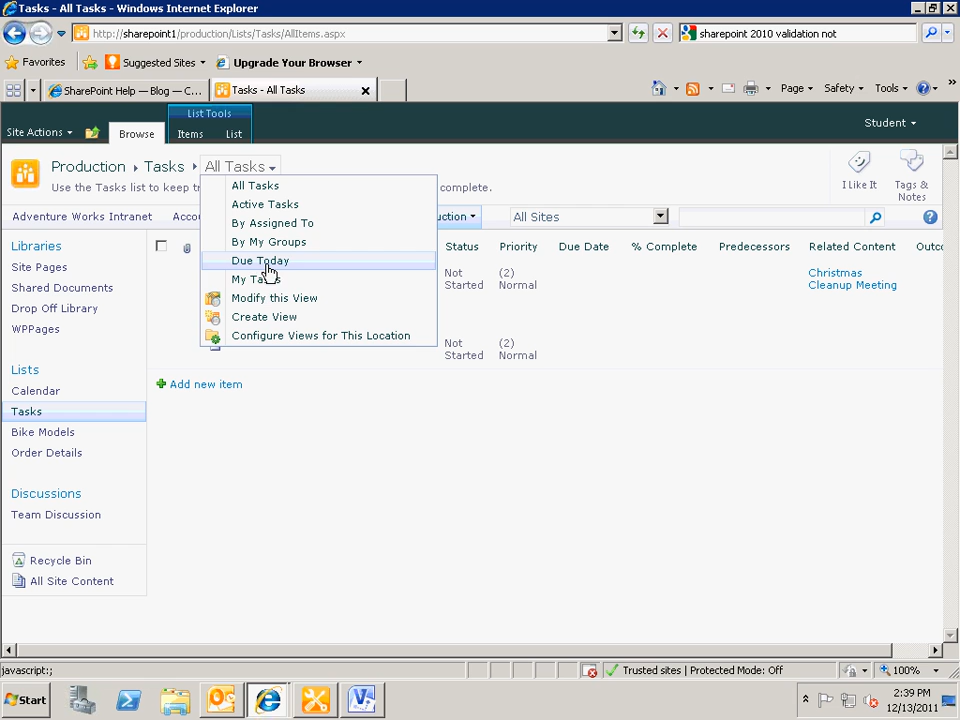 Tasks - All Tasks - Windows Internet Explorer
http://sharepoint1/production/Lists/Tasks/AllItems.aspx
sharepoint 2010 validation not
Favorites
Suggested Sites
Upgrade Your Browser
SharePoint Help — Blog — C...
Tasks - All Tasks
Page
Safety
Tools
»
List Tools
Site Actions
Browse
Items
List
Student
Production
Tasks
All Tasks
Use the Tasks list to keep t
complete.
I Like It
Tags & Notes
Adventure Works Intranet
Accou
uction
All Sites
All Tasks
Active Tasks
By Assigned To
By My Groups
Due Today
My Tasks
Modify this View
Create View
Configure Views for This Location
Libraries
Site Pages
Shared Documents
Drop Off Library
WPPages
Lists
Calendar
Tasks
Bike Models
Order Details
Discussions
Team Discussion
Recycle Bin
All Site Content
Status
Priority
Due Date
% Complete
Predecessors
Related Content
Outco
Not Started
(2) Normal
Christmas Cleanup Meeting
Not Started
(2) Normal
Add new item
javascript:;
Trusted sites | Protected Mode: Off
100%
Start
2:39 PM
12/13/2011